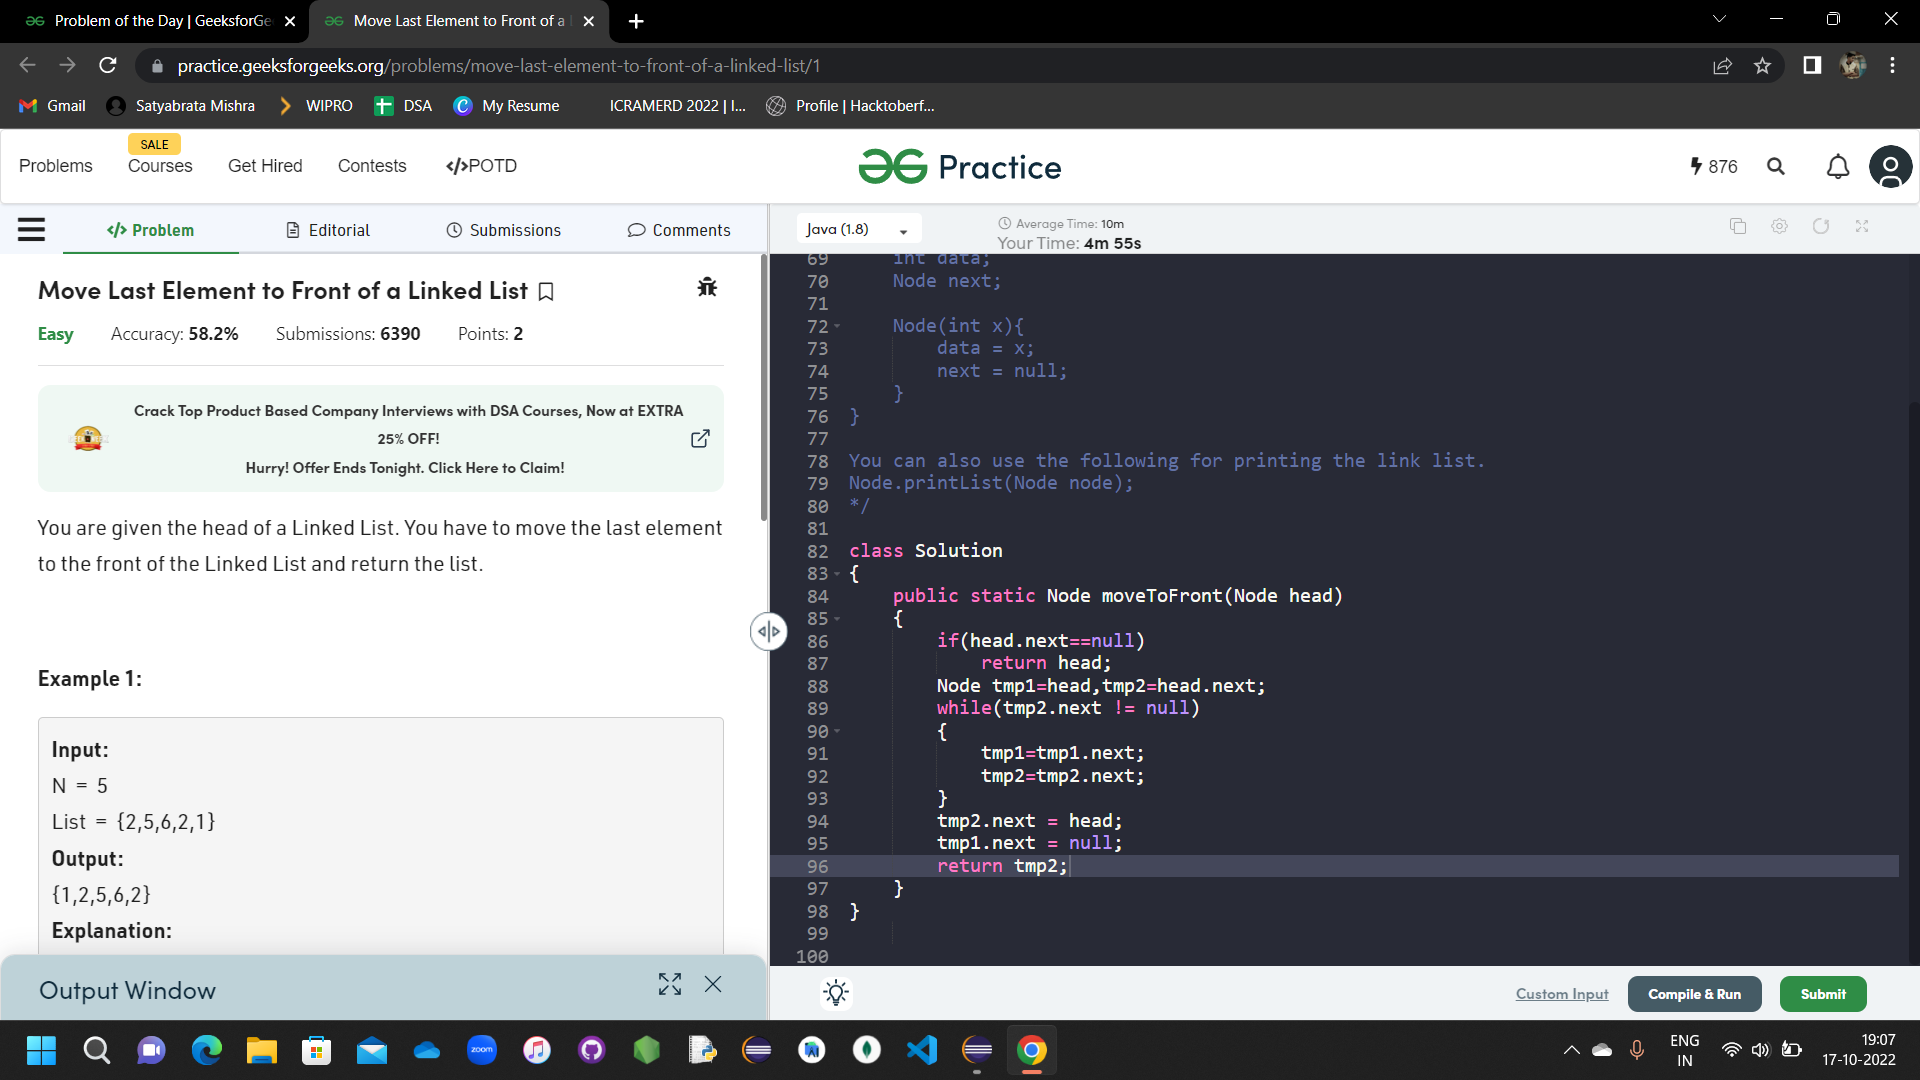 Problem of the Day | GeeksforGe
Move Last Element to Front of a
practice.geeksforgeeks.org/problems/move-last-element-to-front-of-a-linked-list/1
Gmail
Satyabrata Mishra
WIPRO
DSA
My Resume
ICRAMERD 2022 | I...
Profile | Hacktoberf...
SALE
Problems
Courses
Get Hired
Contests
</>POTD
Practice
876
</> Problem
Editorial
Submissions
Comments
Java (1.8)
Average Time: 10m
Your Time: 4m 55s
Move Last Element to Front of a Linked List
Easy
Accuracy: 58.2%
Submissions: 6390
Points: 2
Crack Top Product Based Company Interviews with DSA Courses, Now at EXTRA
25% OFF!
Hurry! Offer Ends Tonight. Click Here to Claim!
You are given the head of a Linked List. You have to move the last element
to the front of the Linked List and return the list.
Example 1:
Input:
N = 5
List = {2,5,6,2,1}
Output:
{1,2,5,6,2}
Explanation:
Output Window
69 int data;
70 Node next;
71
72 Node(int x){
73 data = x;
74 next = null;
75 }
76 }
77
78 You can also use the following for printing the link list.
79 Node.printList(Node node);
80 */
81
82 class Solution
83 {
84 public static Node moveToFront(Node head)
85 {
86 if(head.next==null)
87 return head;
88 Node tmp1=head,tmp2=head.next;
89 while(tmp2.next != null)
90 {
91 tmp1=tmp1.next;
92 tmp2=tmp2.next;
93 }
94 tmp2.next = head;
95 tmp1.next = null;
96 return tmp2;
97 }
98 }
99
100
Custom Input
Compile & Run
Submit
zoom
ENG
IN
19:07
17-10-2022